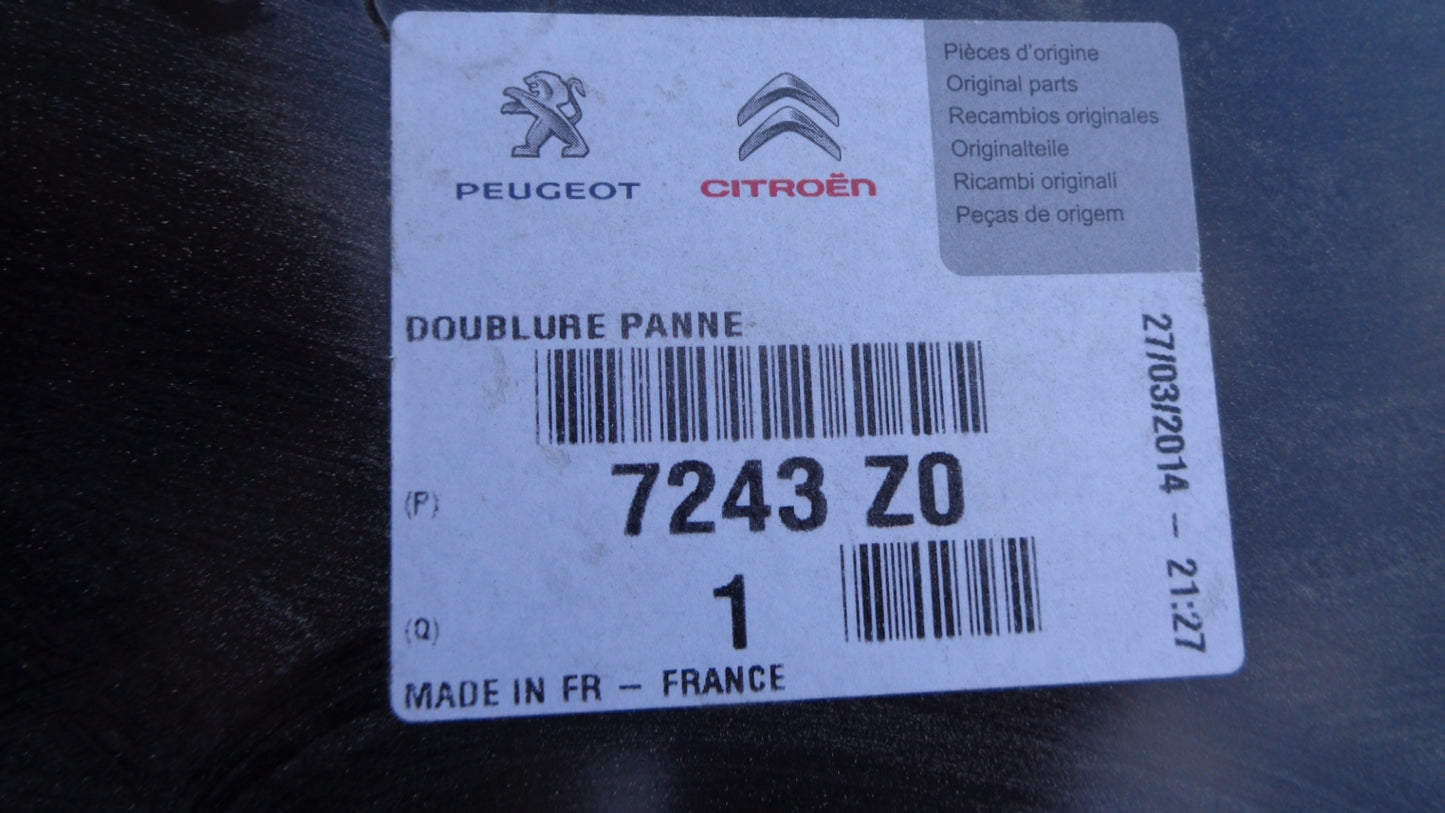 PEUGEOT
CITROËN
Pièces d'origine
Original parts
Recambios originales
Originalteile
Ricambi originali
Peças de origem
DOUBLURE PANNE
27/03/2014 - 21:27
(P)
7243 Z0
(Q)
1
MADE IN FR - FRANCE